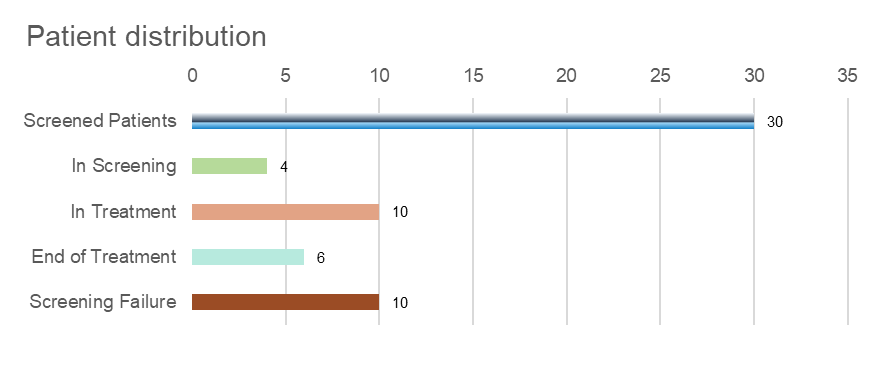 Patient distribution
0 5 10 15 20 25 30 35
Screened Patients 30
In Screening 4
In Treatment 10
End of Treatment 6
Screening Failure 10